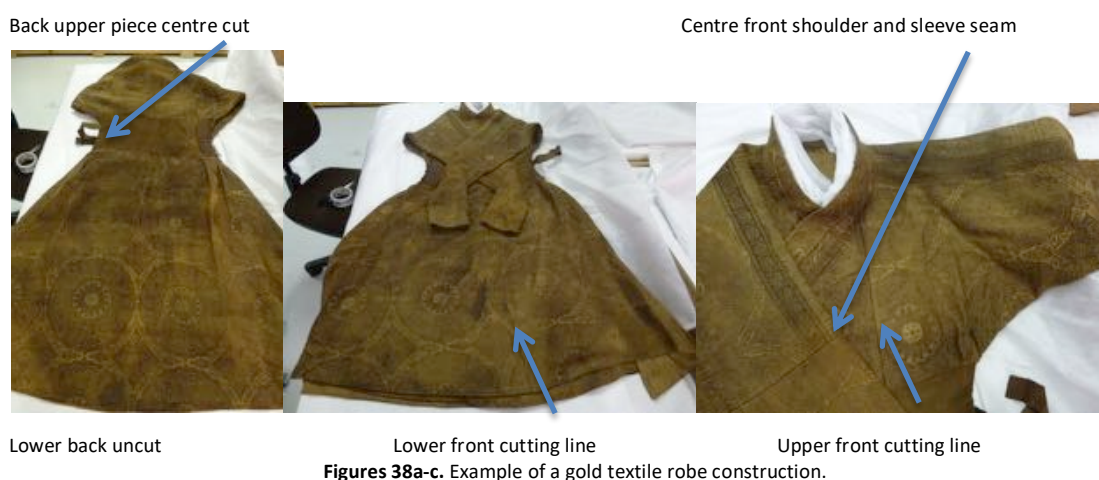 Back upper piece centre cut
Centre front shoulder and sleeve seam
Lower back uncut
Lower front cutting line
Upper front cutting line
Figures 38a-c. Example of a gold textile robe construction.